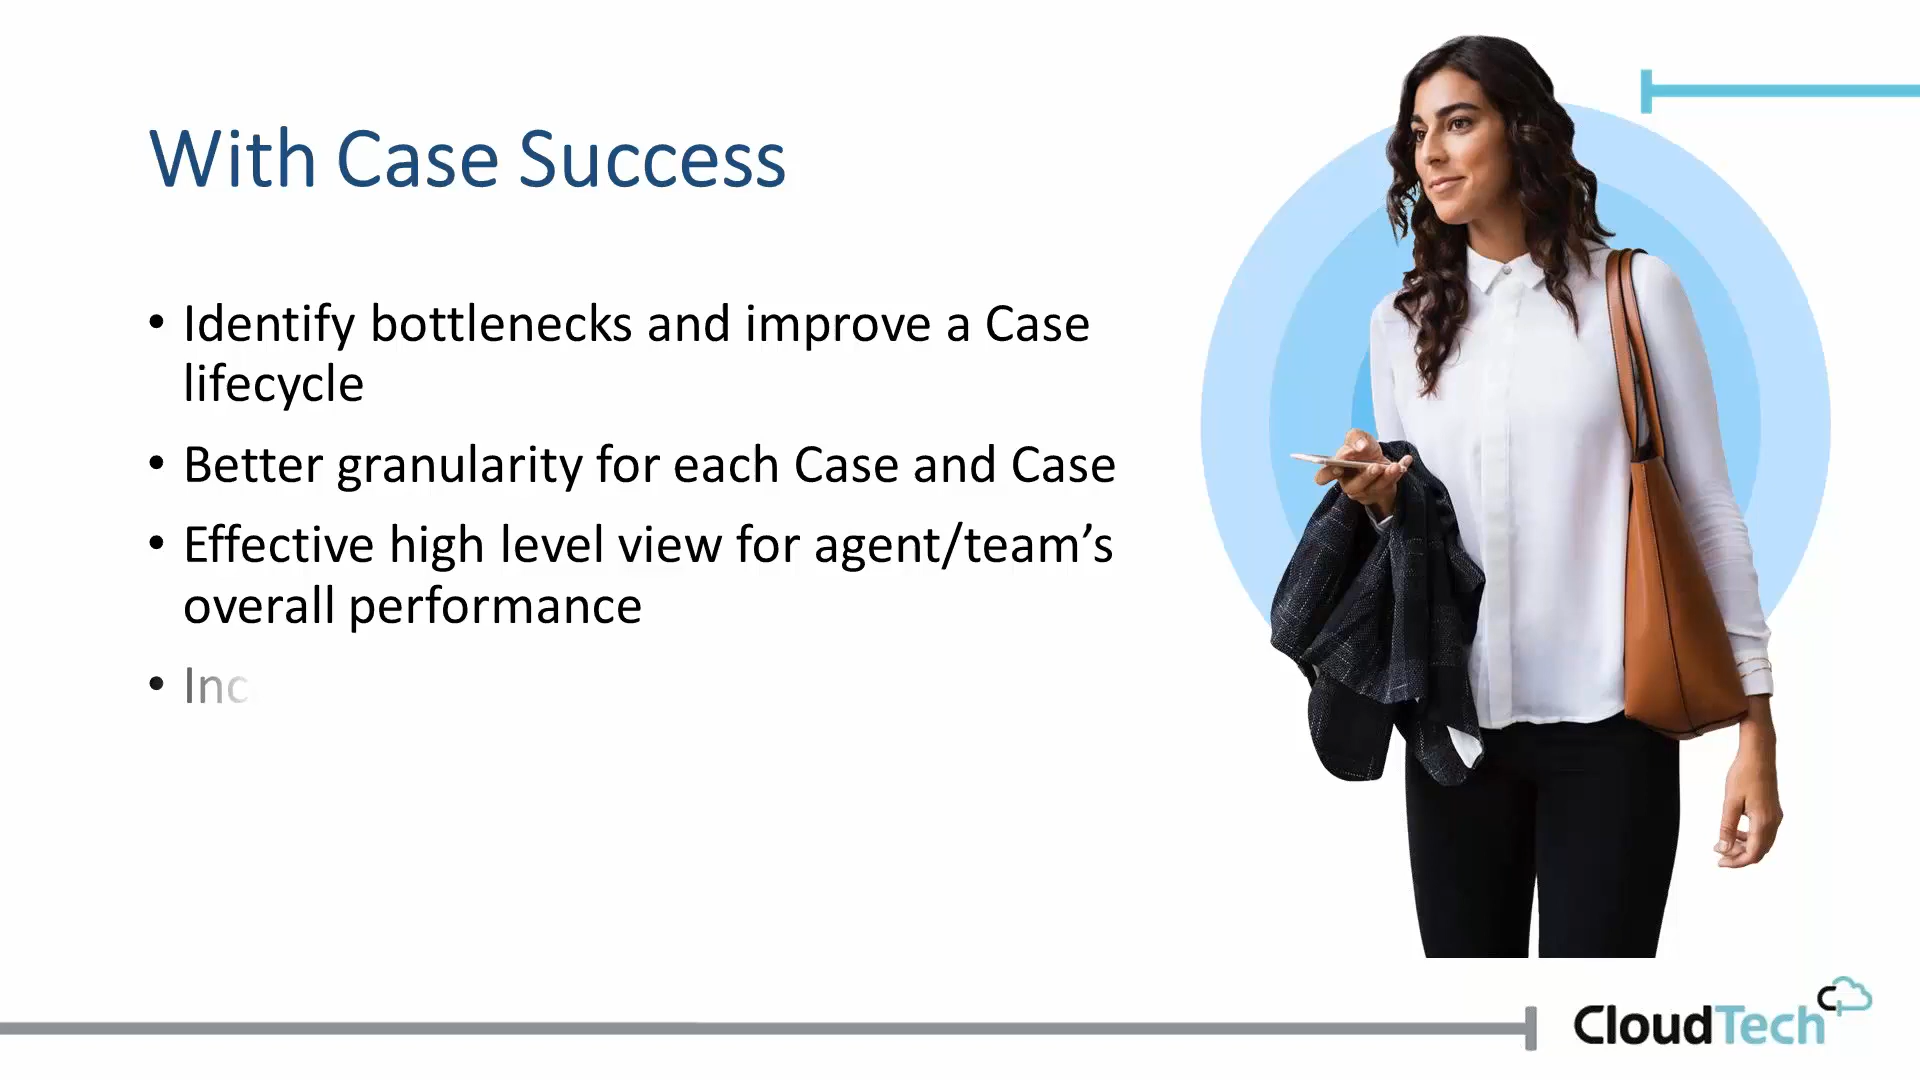 With Case Success
• Identify bottlenecks and improve a Case
lifecycle
• Better granularity for each Case and Case
• Effective high level view for agent/team’s
overall performance
• Inc
CloudTech